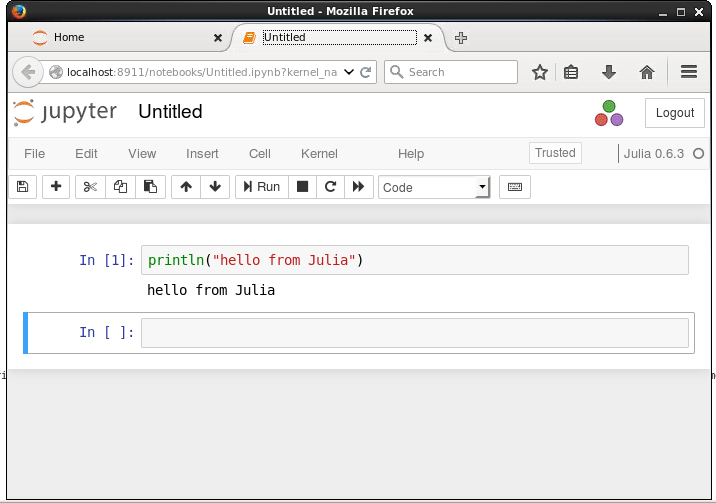 Untitled - Mozilla Firefox
Home
Untitled
localhost:8911/notebooks/Untitled.ipynb?kernel_na
Search
jupyter Untitled
Logout
File Edit View Insert Cell Kernel Help
Trusted
Julia 0.6.3
Run
Code
In [1]: println("hello from Julia")
hello from Julia
In [ ]: